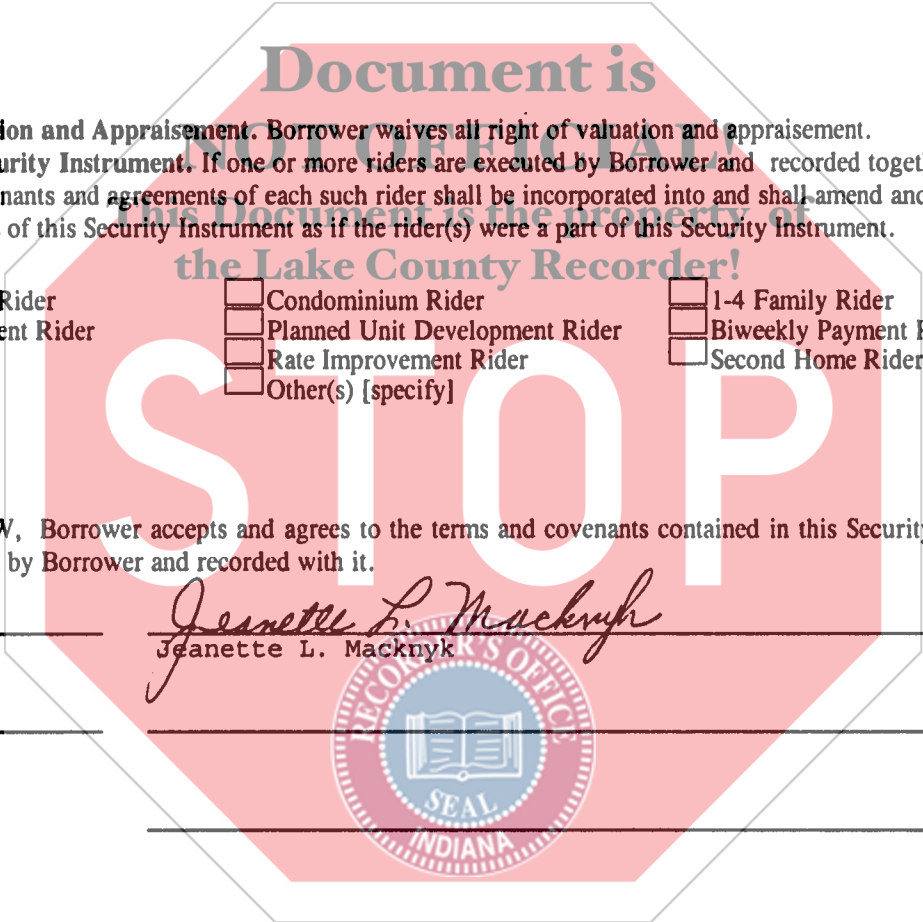 Document is
NOT OFFICIAL!
This Document is the property of
the Lake County Recorder!
ion and Appraisement. Borrower waives all right of valuation and appraisement.
urity Instrument. If one or more riders are executed by Borrower and recorded toget
nants and agreements of each such rider shall be incorporated into and shall amend and
of this Security Instrument as if the rider(s) were a part of this Security Instrument.
Rider Condominium Rider 1-4 Family Rider
ent Rider Planned Unit Development Rider Biweekly Payment
Rate Improvement Rider Second Home Rider
Other(s) [specify]
STOP
, Borrower accepts and agrees to the terms and covenants contained in this Security
by Borrower and recorded with it.
Jeanette L. Macknyk
Jeanette L. Macknyk
RECORDER'S OFFICE
SEAL
INDIANA